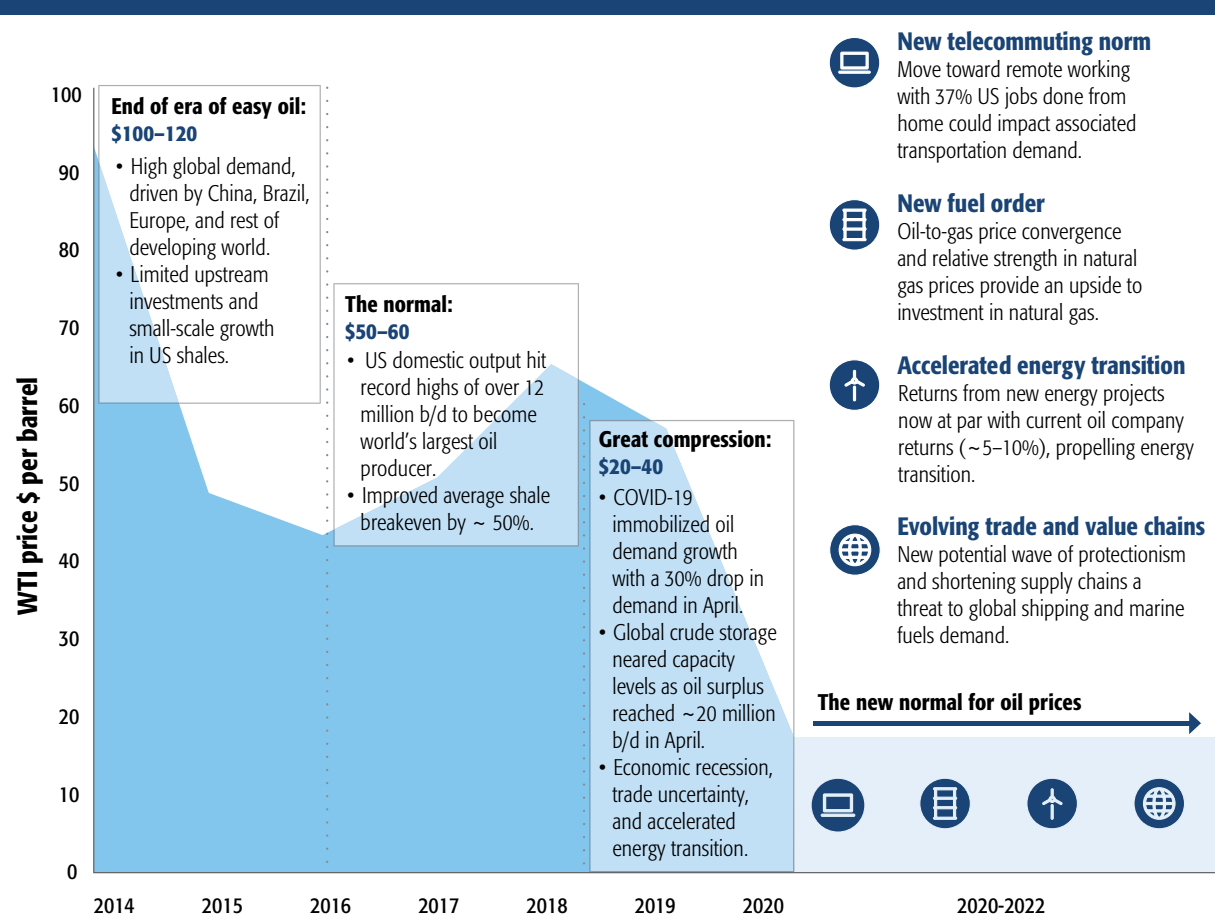 WTI price $ per barrel
100
90
80
70
60
50
40
30
20
10
0
End of era of easy oil:
$100–120
• High global demand,
driven by China, Brazil,
Europe, and rest of
developing world.
• Limited upstream
investments and
small-scale growth
in US shales.
The normal:
$50–60
• US domestic output hit
record highs of over 12
million b/d to become
world’s largest oil
producer.
• Improved average shale
breakeven by ~ 50%.
Great compression:
$20–40
• COVID-19
immobilized oil
demand growth
with a 30% drop in
demand in April.
• Global crude storage
neared capacity
levels as oil surplus
reached ~20 million
b/d in April.
• Economic recession,
trade uncertainty,
and accelerated
energy transition.
New telecommuting norm
Move toward remote working
with 37% US jobs done from
home could impact associated
transportation demand.
New fuel order
Oil-to-gas price convergence
and relative strength in natural
gas prices provide an upside to
investment in natural gas.
Accelerated energy transition
Returns from new energy projects
now at par with current oil company
returns (~5–10%), propelling energy
transition.
Evolving trade and value chains
New potential wave of protectionism
and shortening supply chains a
threat to global shipping and marine
fuels demand.
The new normal for oil prices
2014
2015
2016
2017
2018
2019
2020
2020-2022